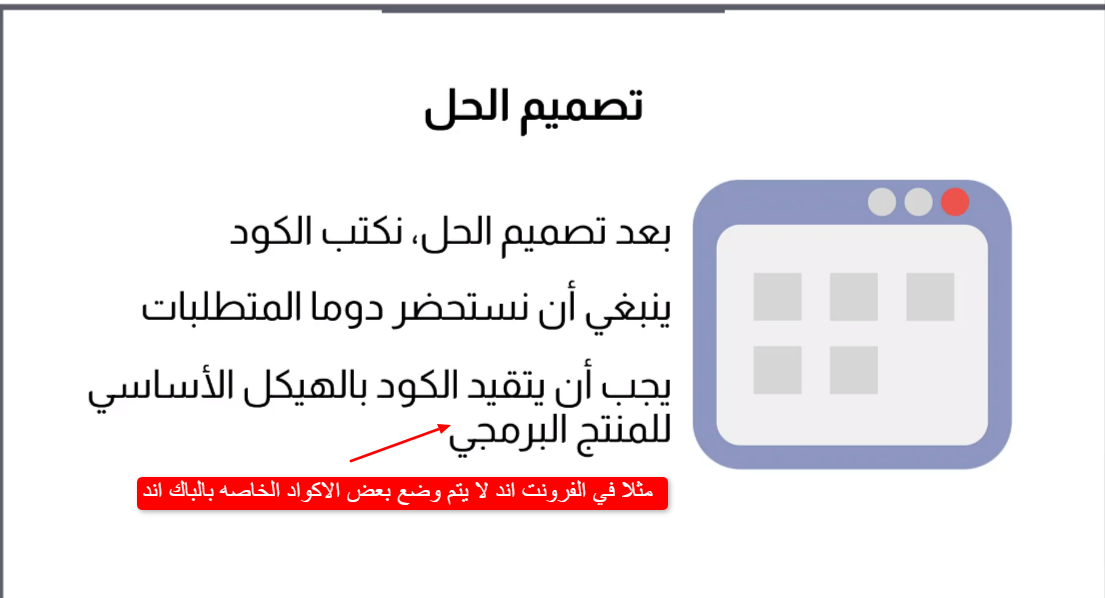 تصميم الحل
بعد تصميم الحل، نكتب الكود
ينبغي أن نستحضر دوما المتطلبات
يجب أن يتقيد الكود بالهيكل الأساسي
للمنتج البرمجي
مثلا في الفرونت اند لا يتم وضع بعض الاكواد الخاصه بالباك اند